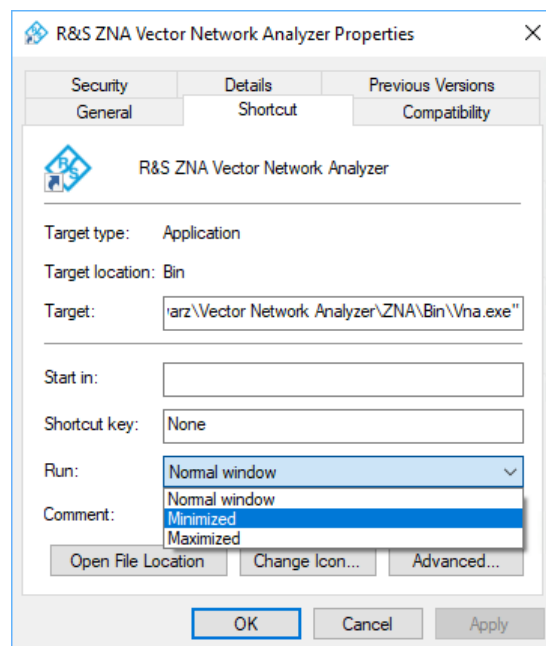 R&S ZNA Vector Network Analyzer Properties
Security Details Previous Versions
General Shortcut Compatibility
R&S
R&S ZNA Vector Network Analyzer
Target type: Application
Target location: Bin
Target: arz\Vector Network Analyzer\ZNA\Bin\Vna.exe"
Start in:
Shortcut key: None
Run: Normal window
Normal window
Comment: Minimized
Maximized
Open File Location Change Icon... Advanced...
OK Cancel Apply